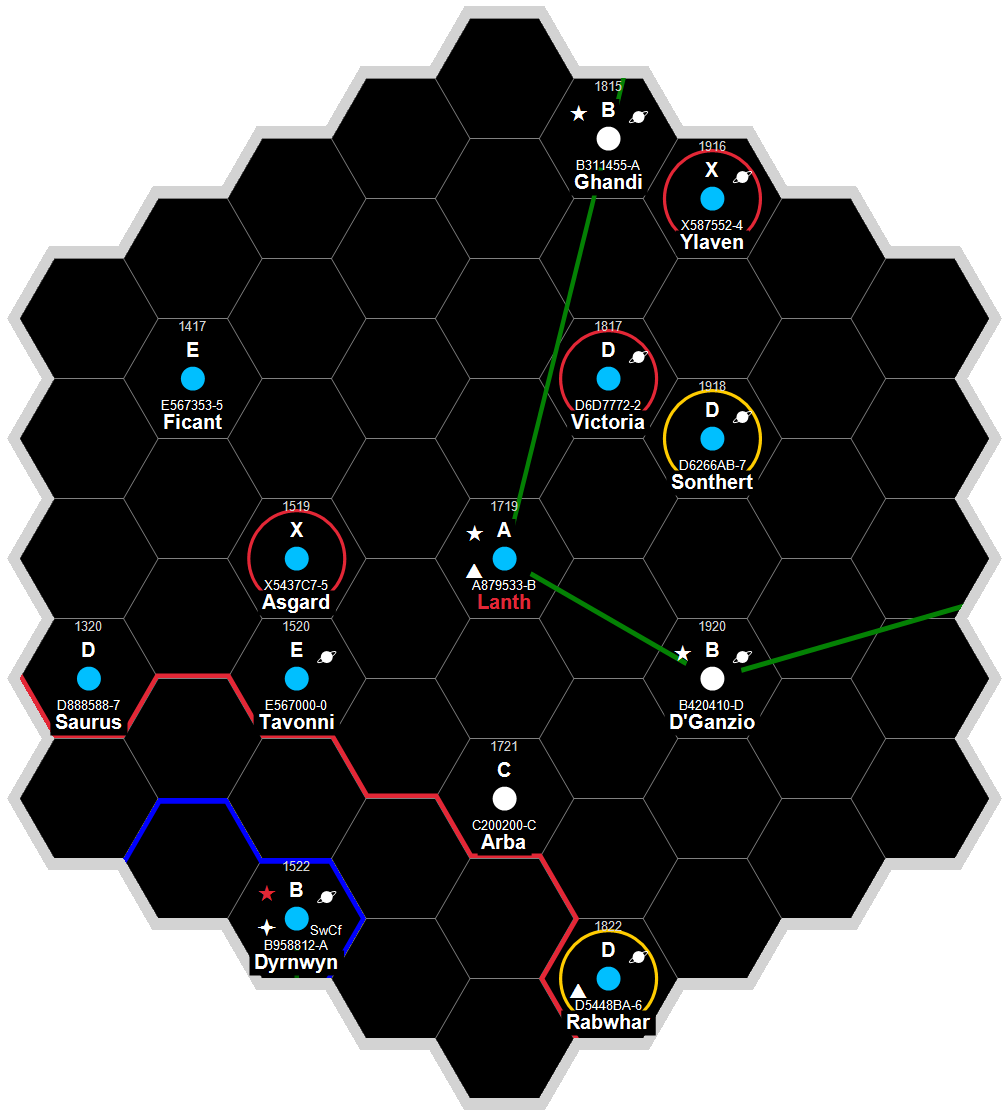 1815
B
B311455-A
Ghandi
1916
X
X587552-4
Ylaven
1417
E
E567353-5
Ficant
1817
D
D6D7772-2
Victoria
1918
D
D6266AB-7
Sonthert
1519
X
X5437C7-5
Asgard
1719
A
A879533-B
Lanth
1320
D
D888588-7
Saurus
1520
E
E567000-0
Tavonni
1920
B
B420410-D
D'Ganzio
1721
C
C200200-C
Arba
1522
B
SwCf
B958812-A
Dyrnwyn
1822
D
D5448BA-6
Rabwhar